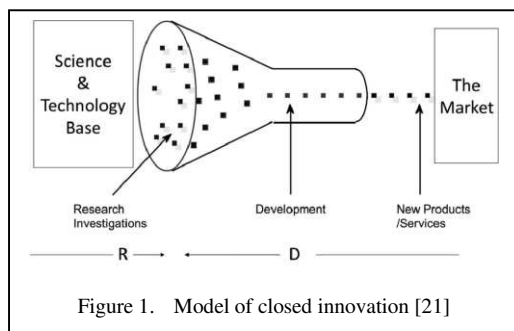 Science
&
Technology
Base
The
Market
Research
Investigations
Development
New Products
/Services
R
D
Figure 1. Model of closed innovation [21]